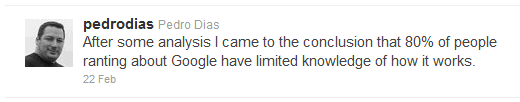 pedrodias Pedro Dias
After some analysis I came to the conclusion that 80% of people
ranting about Google have limited knowledge of how it works.
22 Feb